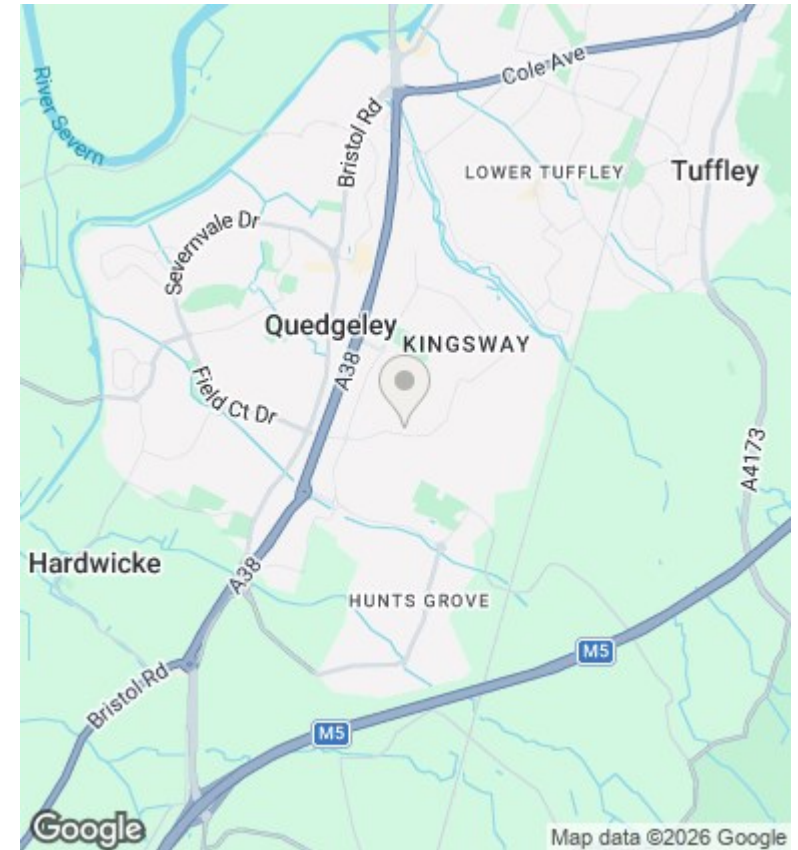 Cole Ave
River Severn
Bristol Rd
LOWER TUFFLEY
Tuffley
Severnvale Dr
Quedgeley
KINGSWAY
A38
Field Ct Dr
A4173
Hardwicke
A38
HUNTS GROVE
M5
Bristol Rd
M5
Google
Map data ©2026 Google